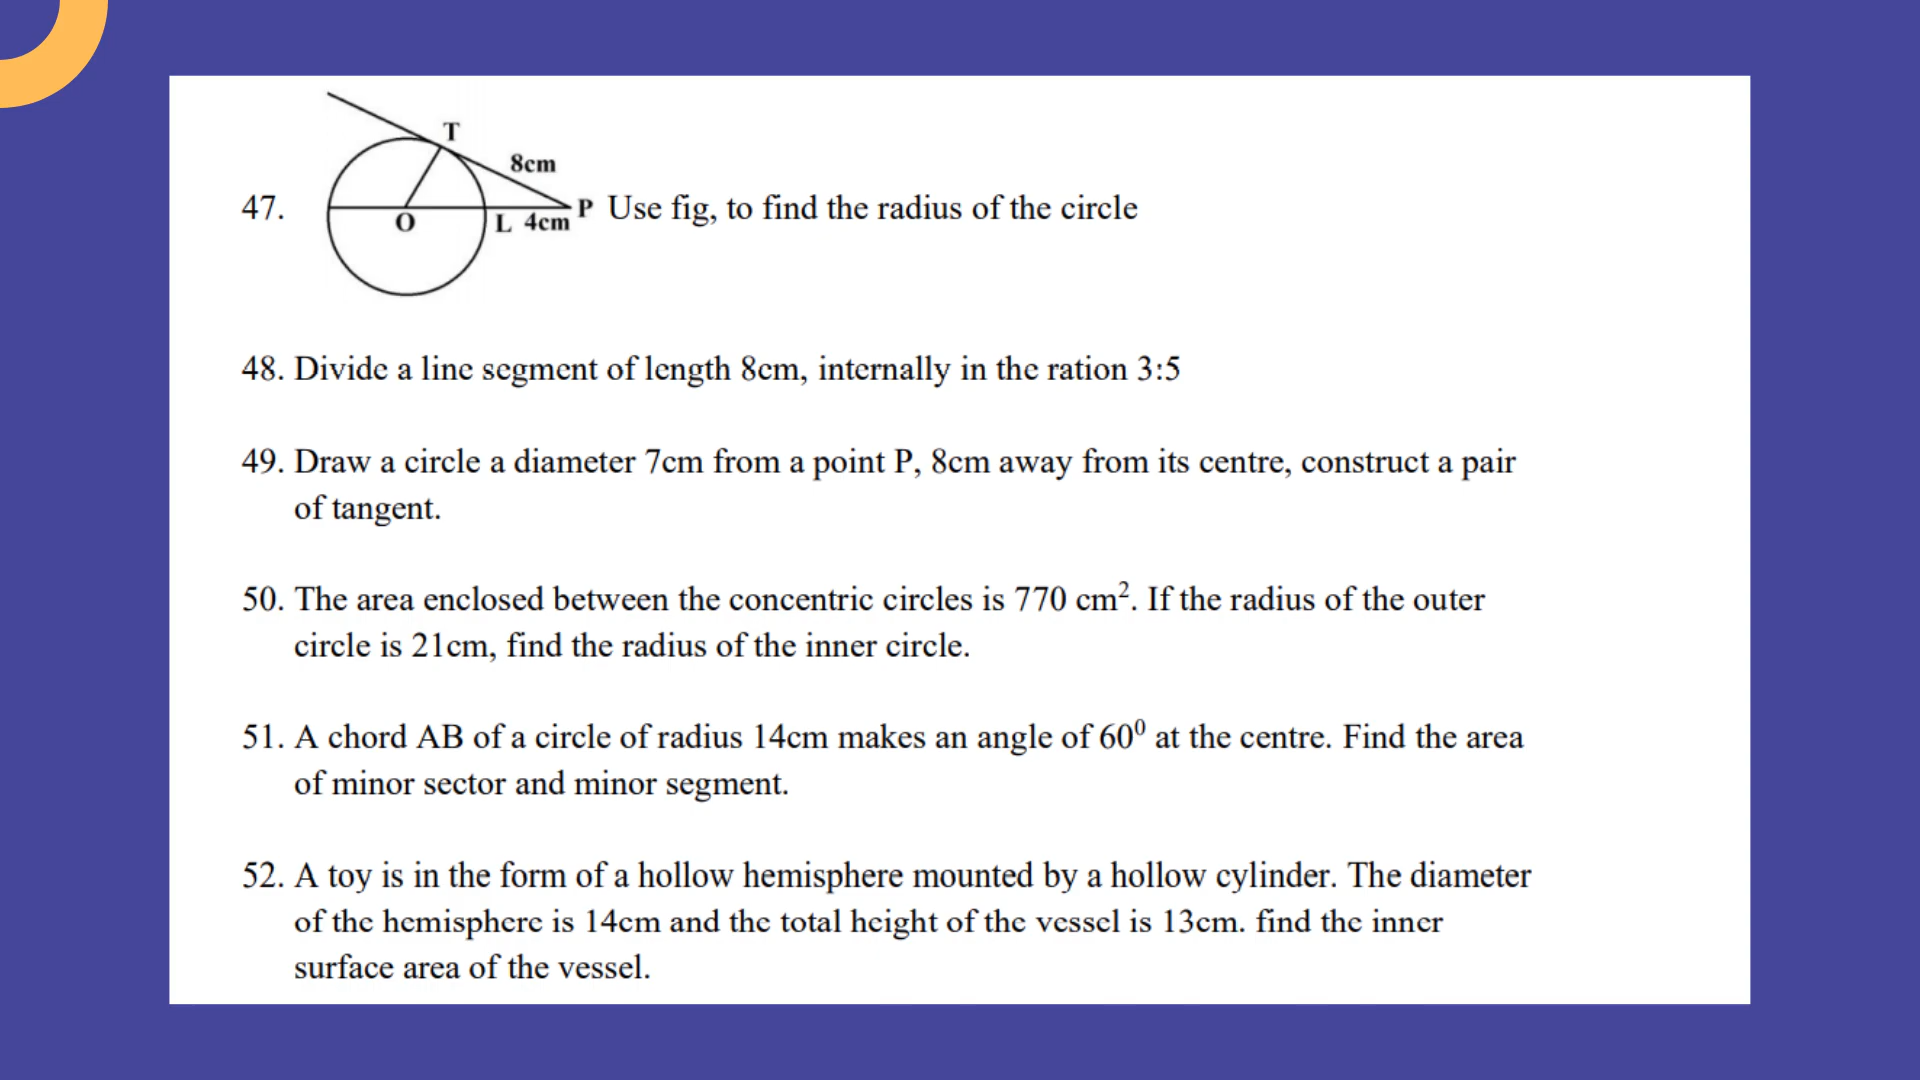 T
8cm
47.
P Use fig, to find the radius of the circle
O
L 4cm
48. Divide a line segment of length 8cm, internally in the ration 3:5
49. Draw a circle a diameter 7cm from a point P, 8cm away from its centre, construct a pair
of tangent.
50. The area enclosed between the concentric circles is 770 cm². If the radius of the outer
circle is 21cm, find the radius of the inner circle.
51. A chord AB of a circle of radius 14cm makes an angle of 60⁰ at the centre. Find the area
of minor sector and minor segment.
52. A toy is in the form of a hollow hemisphere mounted by a hollow cylinder. The diameter
of the hemisphere is 14cm and the total height of the vessel is 13cm. find the inner
surface area of the vessel.